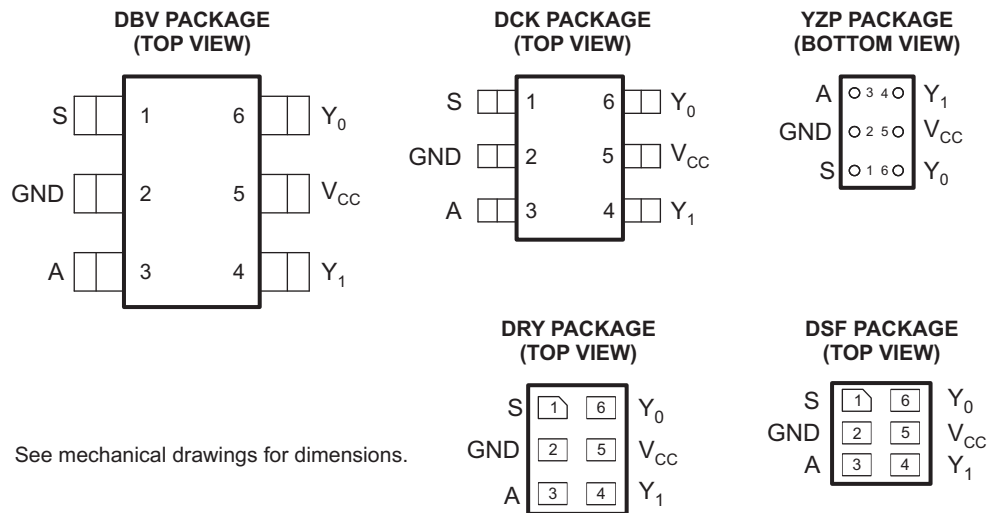 DBV PACKAGE
(TOP VIEW)
S 1 6 Y0
GND 2 5 VCC
A 3 4 Y1
DCK PACKAGE
(TOP VIEW)
S 1 6 Y0
GND 2 5 VCC
A 3 4 Y1
YZP PACKAGE
(BOTTOM VIEW)
A 3 4 Y1
GND 2 5 VCC
S 1 6 Y0
DRY PACKAGE
(TOP VIEW)
S 1 6 Y0
GND 2 5 VCC
A 3 4 Y1
DSF PACKAGE
(TOP VIEW)
S 1 6 Y0
GND 2 5 VCC
A 3 4 Y1
See mechanical drawings for dimensions.